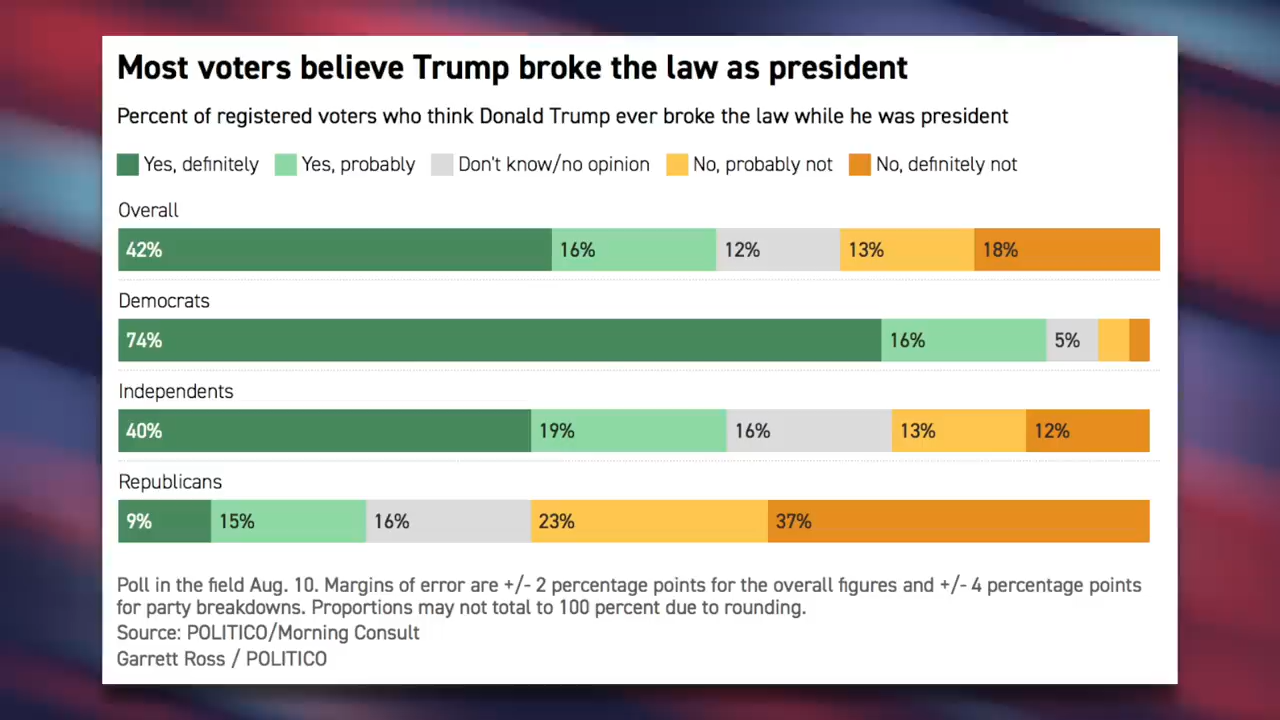 Most voters believe Trump broke the law as president
Percent of registered voters who think Donald Trump ever broke the law while he was president
Yes, definitely Yes, probably Don't know/no opinion No, probably not No, definitely not
Overall
42% 16% 12% 13% 18%
Democrats
74% 16% 5%
Independents
40% 19% 16% 13% 12%
Republicans
9% 15% 16% 23% 37%
Poll in the field Aug. 10. Margins of error are +/- 2 percentage points for the overall figures and +/- 4 percentage points
for party breakdowns. Proportions may not total to 100 percent due to rounding.
Source: POLITICO/Morning Consult
Garrett Ross / POLITICO